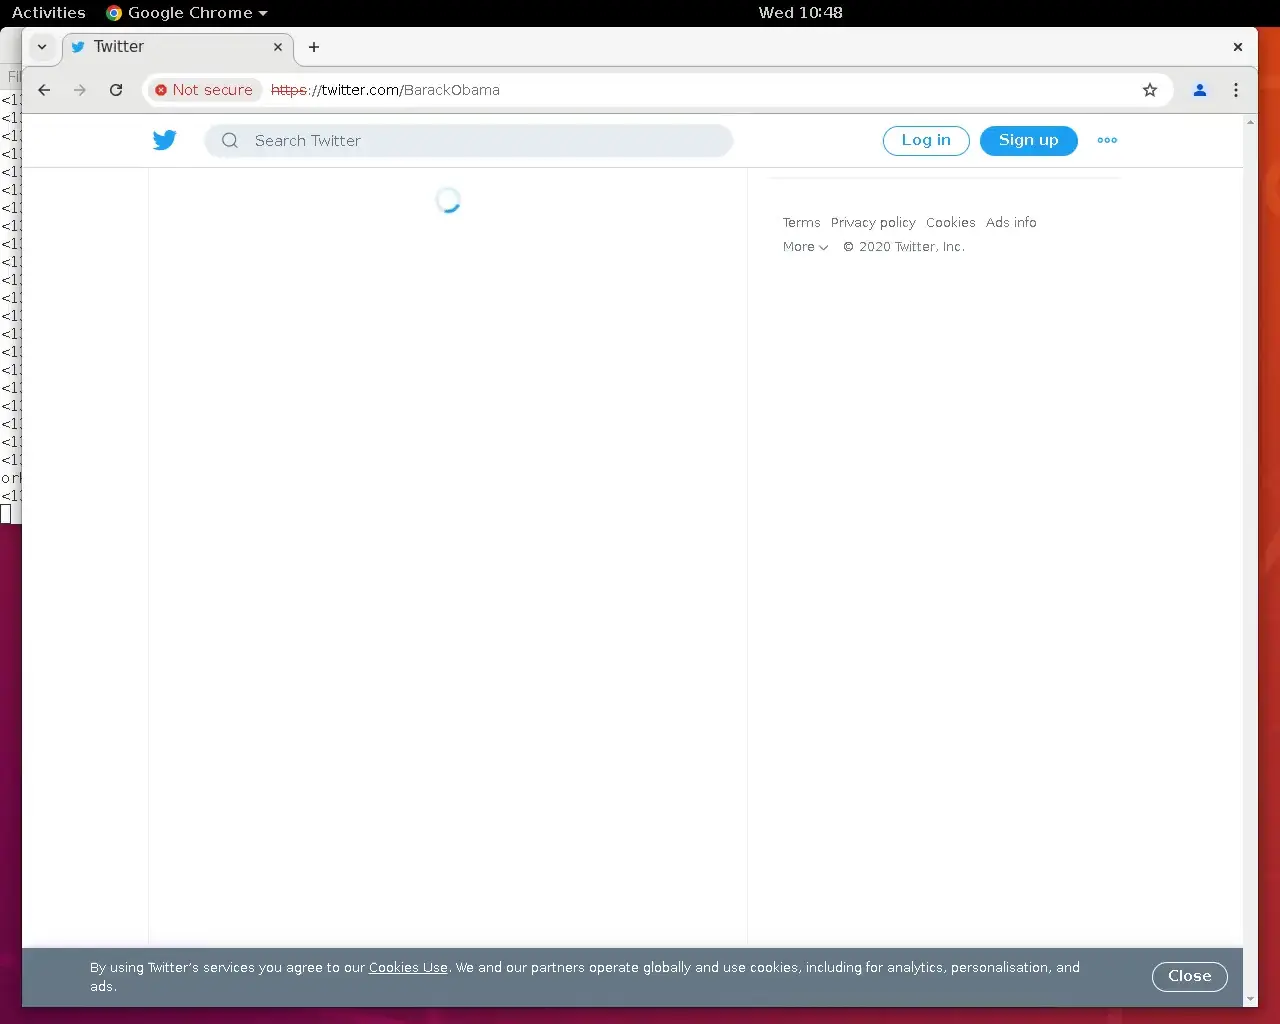 Activities Google Chrome Wed 10:48
Twitter
Not secure https://twitter.com/BarackObama
Search Twitter Log in Sign up
Terms Privacy policy Cookies Ads info
More © 2020 Twitter, Inc.
By using Twitter's services you agree to our Cookies Use. We and our partners operate globally and use cookies, including for analytics, personalisation, and
ads.
Close